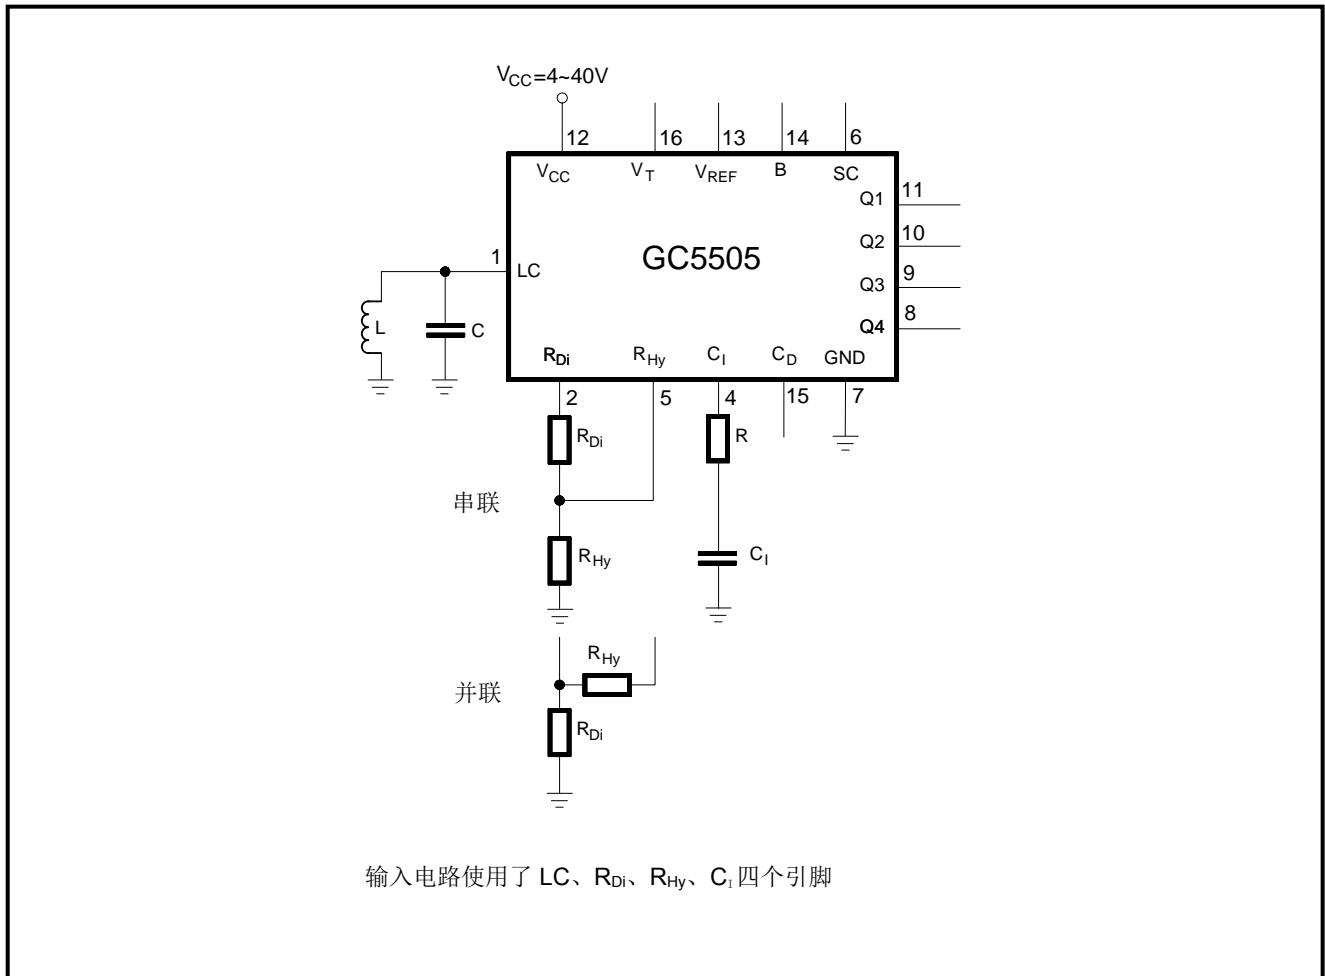 VCC=4~40V
12 16 13 14 6
VCC VT VREF B SC
11
Q1
10
Q2
1 LC GC5505
9
Q3
8
Q4
L C
RDi RHy CI CD GND
2 5 4 15 7
RDi R
串联
RHy CI
RHy
并联
RDi
输入电路使用了 LC、RDi、RHy、CI 四个引脚